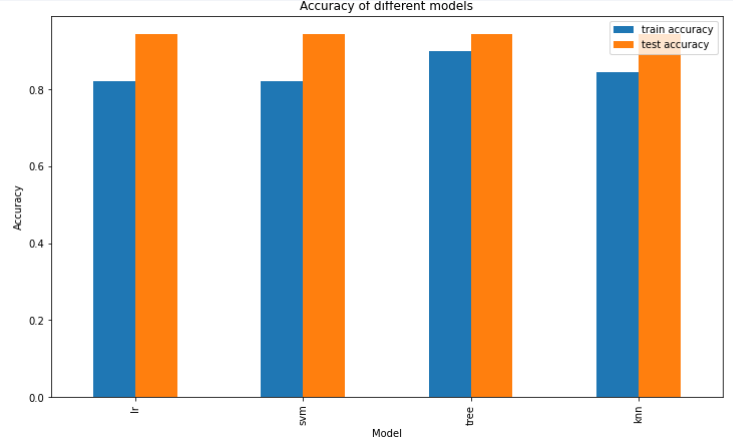 Accuracy of different models
train accuracy
test accuracy
Accuracy
0.8
0.6
0.4
0.2
0.0
lr
svm
tree
knn
Model